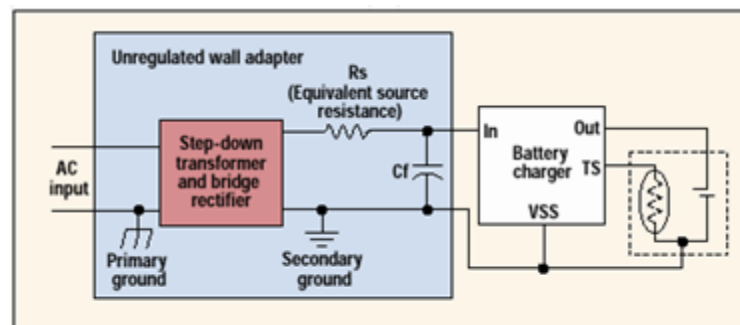 Unregulated wall adapter
Rs
(Equivalent source
resistance)
Step-down
transformer
and bridge
rectifier
AC
input
Cf
In
Out
Battery
charger
TS
VSS
Primary
ground
Secondary
ground